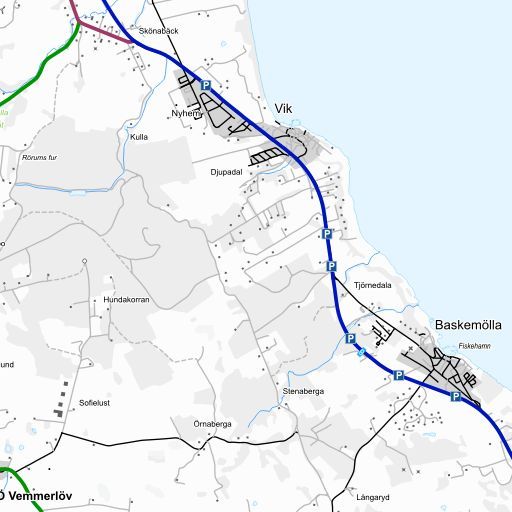 Skönabäck
P
Vik
Nyhem
Kulla
Rörums fur
Djupadal
P
P
Tjörnedala
Hundakorran
Baskemölla
P
Fiskehamn
P
Stenaberga
P
Sofielust
Örnaberga
Ö Vemmerlöv
Långaryd